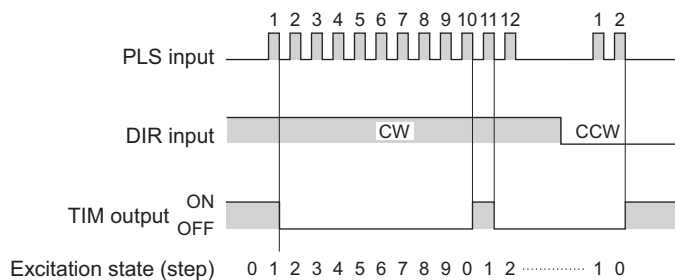 1 2 3 4 5 6 7 8 9 10 11 12 1 2
PLS input
DIR input CW CCW
ON
TIM output
OFF
Excitation state (step) 0 1 2 3 4 5 6 7 8 9 0 1 2 ................ 1 0